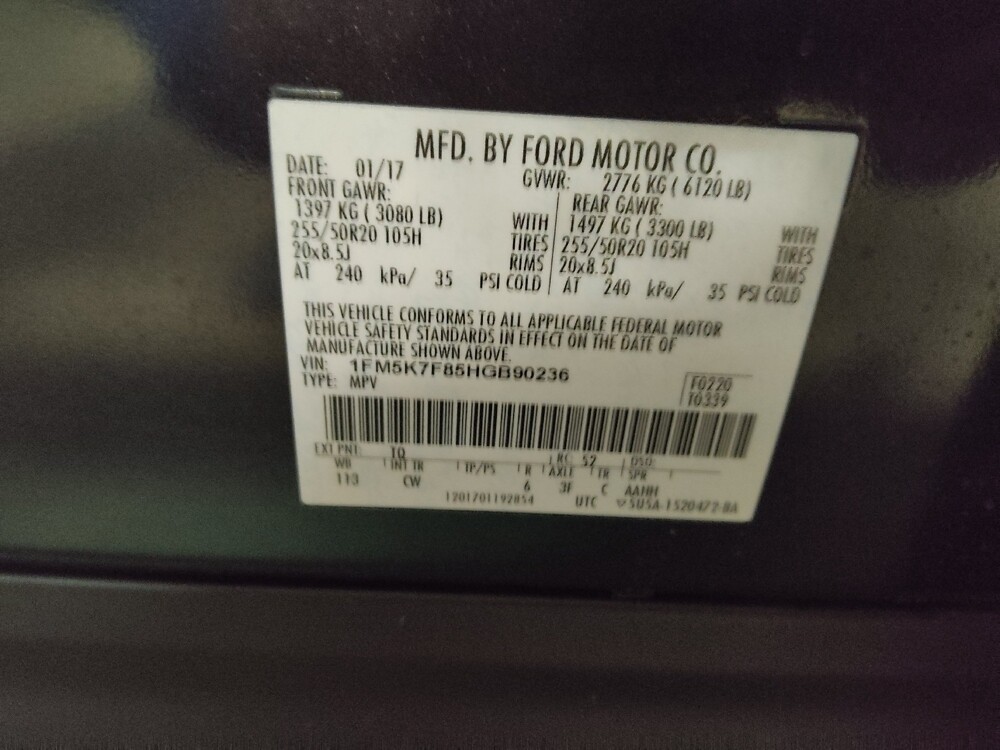 MFD. BY FORD MOTOR CO.
DATE: 01/17 GVWR: 2776 KG ( 6120 LB)
FRONT GAWR: REAR GAWR:
1397 KG ( 3080 LB) WITH 1497 KG ( 3300 LB) WITH
255/50R20 105H TIRES 255/50R20 105H TIRES
20x8.5J RIMS 20x8.5J RIMS
AT 240 kPa/ 35 PSI COLD AT 240 kPa/ 35 PSI COLD
THIS VEHICLE CONFORMS TO ALL APPLICABLE FEDERAL MOTOR
VEHICLE SAFETY STANDARDS IN EFFECT ON THE DATE OF
MANUFACTURE SHOWN ABOVE.
VIN: 1FM5K7F85HGB90236
TYPE: MPV
F0220
T0339
EXT PNT: RC: 52 DSO:
WB INT TR TP/PS R AXLE TR SPR
113 CW 6 3F C AAHH
1201701192854 UTC